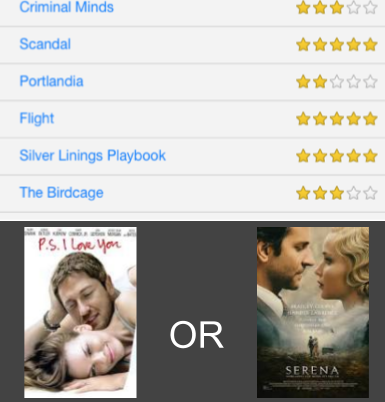 Criminal Minds
Scandal
Portlandia
Flight
Silver Linings Playbook
The Birdcage
P.S. I Love You
OR
SERENA